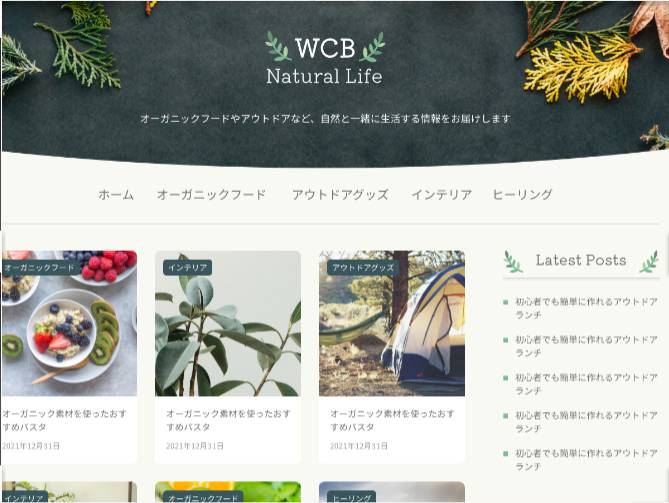 WCB
Natural Life
オーガニックフードやアウトドアなど、自然と一緒に生活する情報をお届けします
ホーム オーガニックフード アウトドアグッズ インテリア ヒーリング
オーガニックフード
オーガニック素材を使ったおす
すめパスタ
2021年12月31日
インテリア
オーガニック素材を使ったおす
すめパスタ
2021年12月31日
アウトドアグッズ
オーガニック素材を使ったおす
すめパスタ
2021年12月31日
インテリア
オーガニックフード
ヒーリング
Latest Posts
初心者でも簡単に作れるアウトドア
ランチ
初心者でも簡単に作れるアウトドア
ランチ
初心者でも簡単に作れるアウトドア
ランチ
初心者でも簡単に作れるアウトドア
ランチ
初心者でも簡単に作れるアウトドア
ランチ